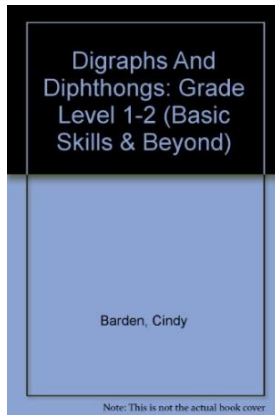 Digraphs And
Diphthongs: Grade
Level 1-2 (Basic
Skills & Beyond)
Barden, Cindy
Note: This is not the actual book cover